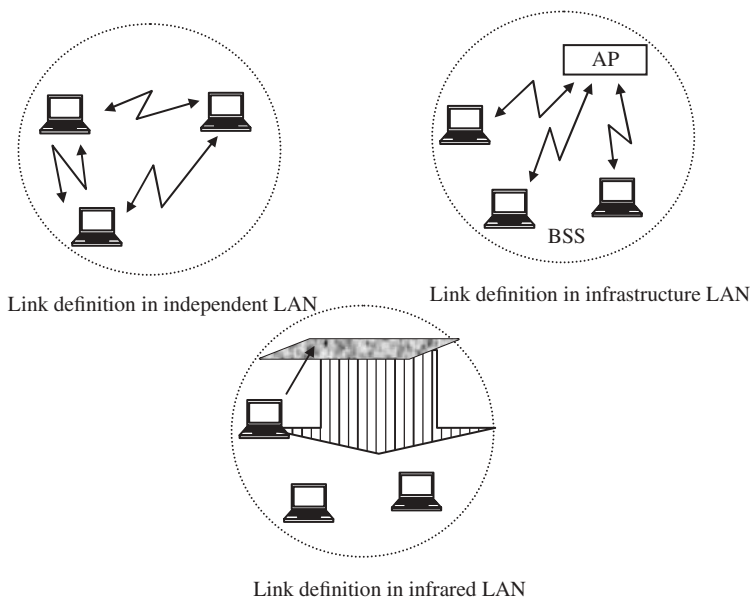 AP
BSS
Link definition in independent LAN
Link definition in infrastructure LAN
Link definition in infrared LAN